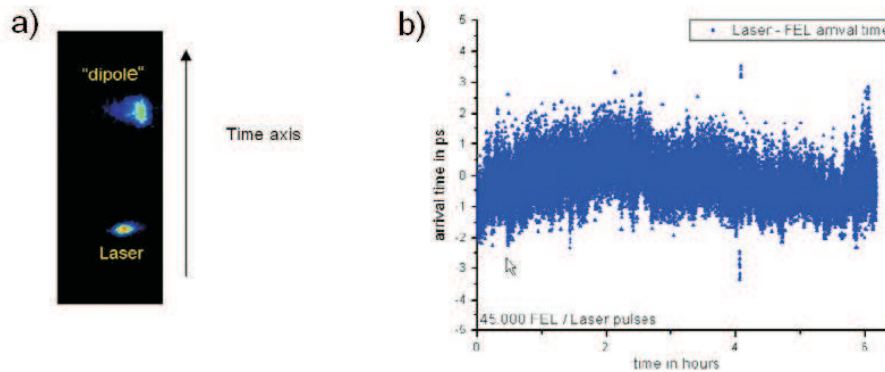 a)
"dipole"
Time axis
Laser
b)
Laser - FEL arrival time
arrival time in ps
5
4
3
2
1
0
-1
-2
-3
-4
-5
45.000 FEL / Laser pulses
0
2
4
6
time in hours